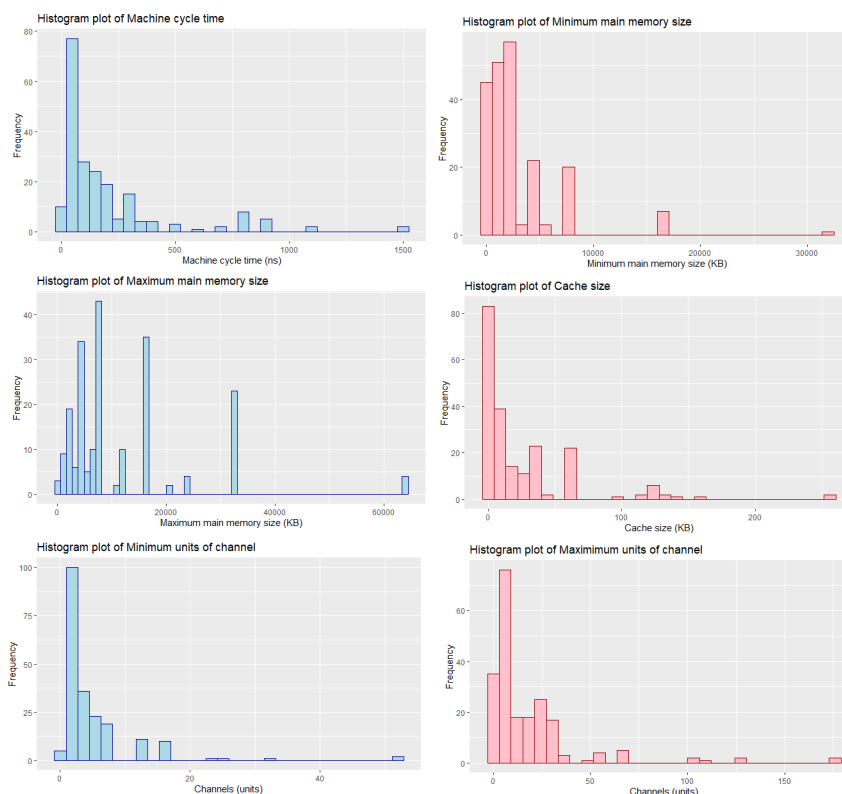 Histogram plot of Machine cycle time
80
60
40
20
0
Frequency
0 500 1000 1500
Machine cycle time (ns)
Histogram plot of Minimum main memory size
40
20
0
Frequency
0 10000 20000 30000
Minimum main memory size (KB)
Histogram plot of Maximum main memory size
40
30
20
10
0
Frequency
0 20000 40000 60000
Maximum main memory size (KB)
Histogram plot of Cache size
80
60
40
20
0
Frequency
0 100 200
Cache size (KB)
Histogram plot of Minimum units of channel
100
75
50
25
0
Frequency
0 20 40
Channels (units)
Histogram plot of Maximimum units of channel
60
40
20
0
Frequency
0 50 100 150
Channels (units)